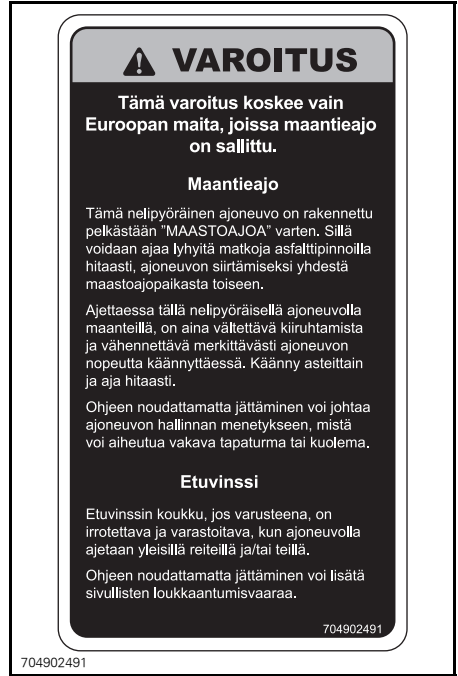 VAROITUS
Tämä varoitus koskee vain
Euroopan maita, joissa maantieajo
on sallittu.
Maantieajo
Tämä nelipyöräinen ajoneuvo on rakennettu
pelkästään ”MAASTOAJOA” varten. Sillä
voidaan ajaa lyhyitä matkoja asfalttipinnoilla
hitaasti, ajoneuvon siirtämiseksi yhdestä
maastoajopaikasta toiseen.
Ajettaessa tällä nelipyöräisellä ajoneuvolla
maanteillä, on aina vältettävä kiiruhtamista
ja vähennettävä merkittävästi ajoneuvon
nopeutta käännyttäessä. Käänny asteittain
ja aja hitaasti.
Ohjeen noudattamatta jättäminen voi johtaa
ajoneuvon hallinnan menetykseen, mistä
voi aiheutua vakava tapaturma tai kuolema.
Etuvinssi
Etuvinssin koukku, jos varusteena, on
irrotettava ja varastoitava, kun ajoneuvolla
ajetaan yleisillä reiteillä ja/tai teillä.
Ohjeen noudattamatta jättäminen voi lisätä
sivullisten loukkaantumisvaaraa.
704902491
704902491